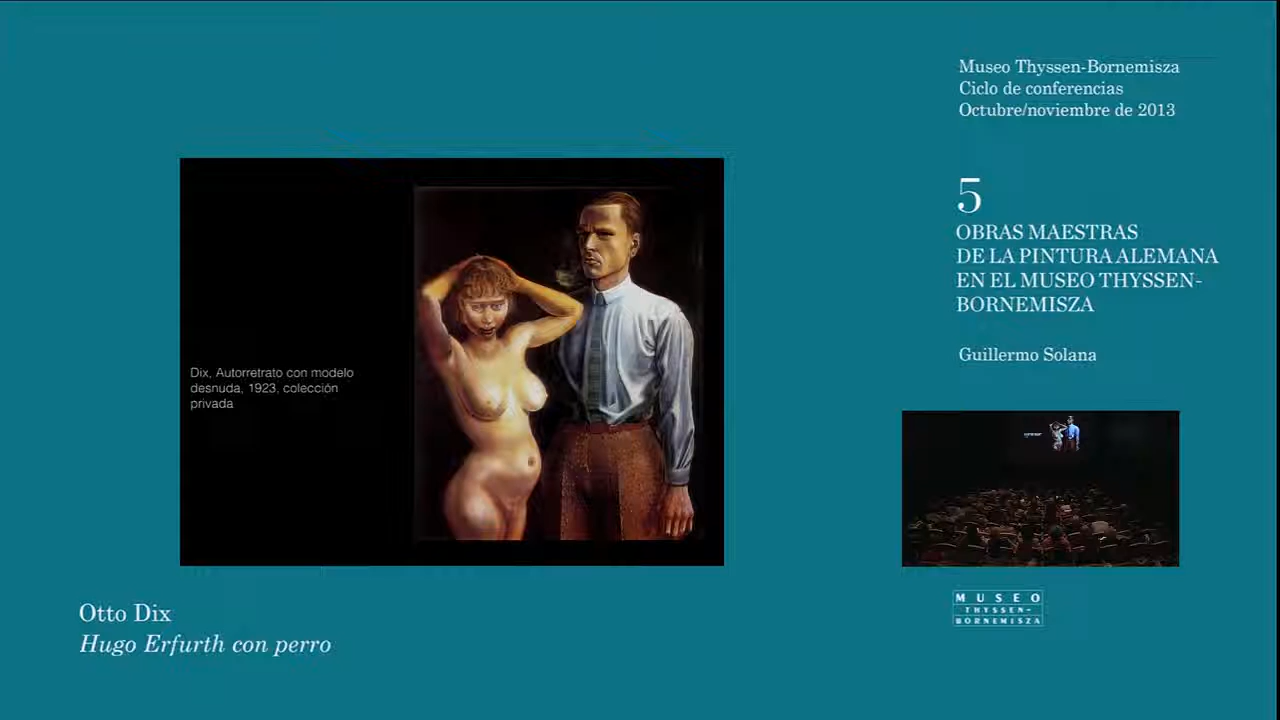 Museo Thyssen-Bornemisza
Ciclo de conferencias
Octubre/noviembre de 2013
5
OBRAS MAESTRAS
DE LA PINTURA ALEMANA
EN EL MUSEO THYSSEN-
BORNEMISZA
Guillermo Solana
Dix, Autorretrato con modelo
desnuda, 1923, colección
privada
MUSEO
THYSSEN-
BORNEMISZA
Otto Dix
Hugo Erfurth con perro